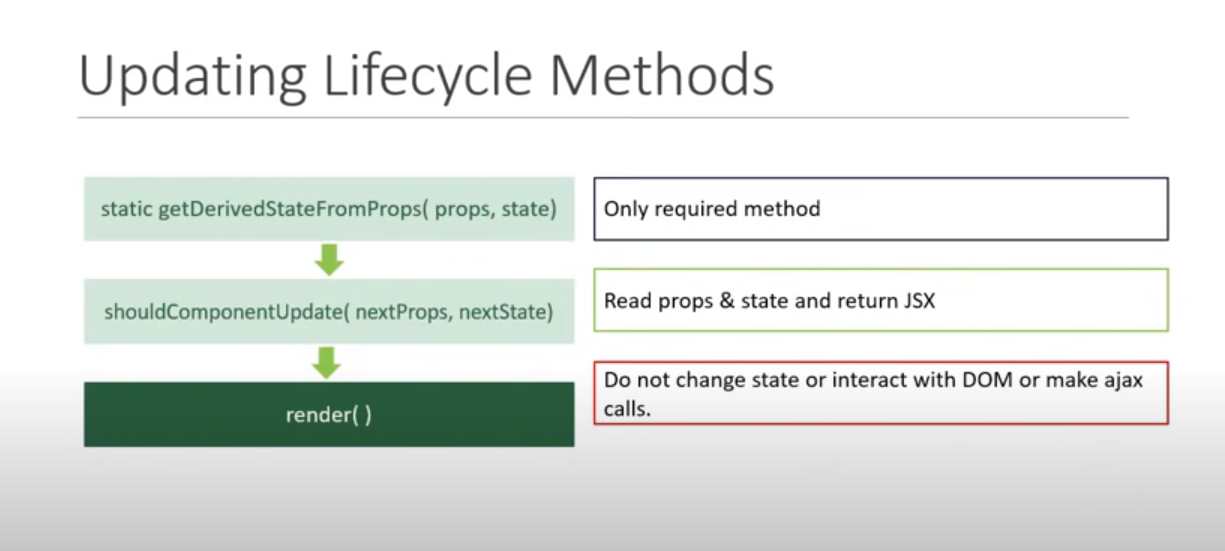 Updating Lifecycle Methods
static getDerivedStateFromProps( props, state)
shouldComponentUpdate( nextProps, nextState)
render( )
Only required method
Read props & state and return JSX
Do not change state or interact with DOM or make ajax
calls.